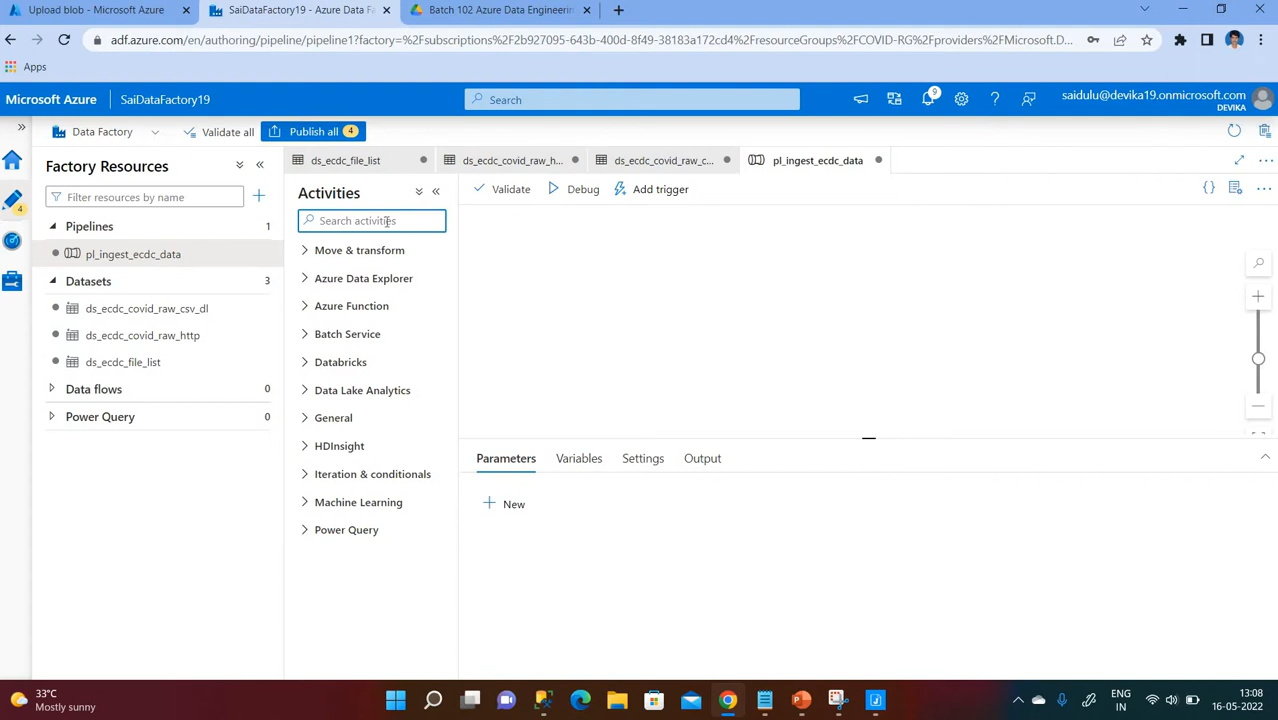 Upload blob - Microsoft Azure
SaiDataFactory19 - Azure Data Fa
Batch 102 Azure Data Engineerin
adf.azure.com/en/authoring/pipeline/pipeline1?factory=%2Fsubscriptions%2F2b927095-643b-400d-38-49-38183a172cd4%2FresourceGroups%2FCOVID-RG%2Fproviders%2FMicrosoft.D...
Apps
Microsoft Azure
SaiDataFactory19
Search
9
saidulu@devika19.onmicrosoft.com
DEVIKA
Data Factory
Validate all
Publish all 4
Factory Resources
Filter resources by name
4
Pipelines 1
pl_ingest_ecdc_data
Datasets 3
ds_ecdc_covid_raw_csv_dl
ds_ecdc_covid_raw_http
ds_ecdc_file_list
Data flows 0
Power Query 0
ds_ecdc_file_list
ds_ecdc_covid_raw_h...
ds_ecdc_covid_raw_c...
pl_ingest_ecdc_data
Activities
Search activities
Move & transform
Azure Data Explorer
Azure Function
Batch Service
Databricks
Data Lake Analytics
General
HDInsight
Iteration & conditionals
Machine Learning
Power Query
Validate
Debug
Add trigger
Parameters
Variables
Settings
Output
New
33°C
Mostly sunny
ENG
IN
13:08
16-05-2022